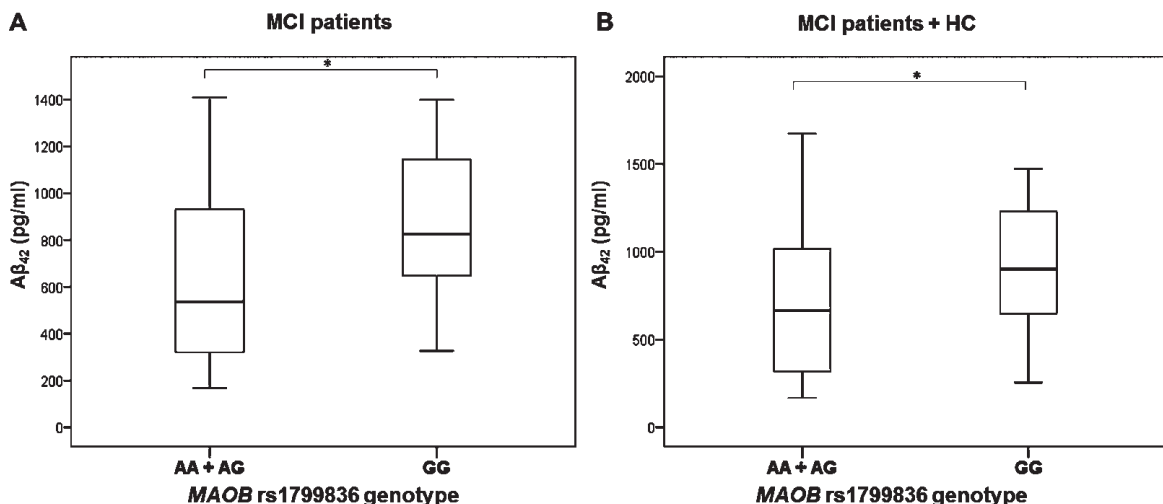 A
MCI patients
*
1400
1200
1000
800
600
400
200
0
Aβ42 (pg/ml)
AA + AG
GG
MAOB rs1799836 genotype
B
MCI patients + HC
*
2000
1500
1000
500
0
Aβ42 (pg/ml)
AA + AG
GG
MAOB rs1799836 genotype